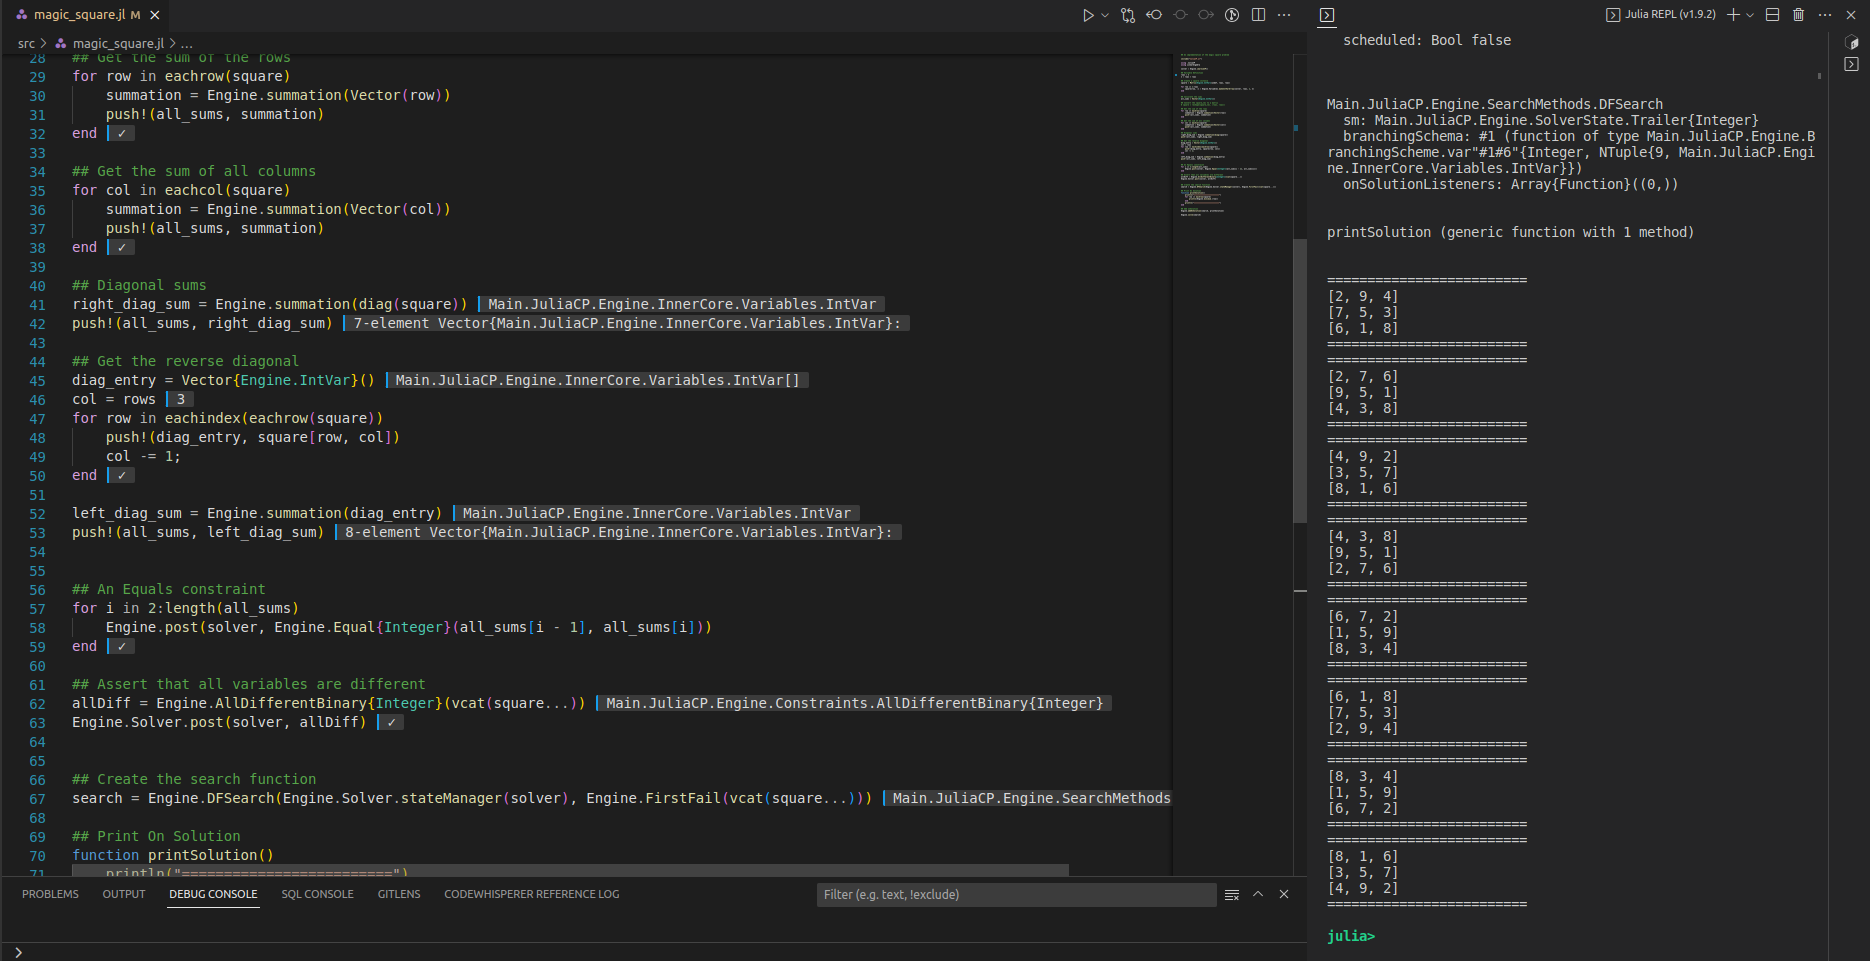 magic_square.jl M
src > magic_square.jl > ...
28 ## Get the sum of the rows
29 for row in eachrow(square)
30 summation = Engine.summation(Vector(row))
31 push!(all_sums, summation)
32 end ✓
33
34 ## Get the sum of all columns
35 for col in eachcol(square)
36 summation = Engine.summation(Vector(col))
37 push!(all_sums, summation)
38 end ✓
39
40 ## Diagonal sums
41 right_diag_sum = Engine.summation(diag(square)) Main.JuliaCP.Engine.InnerCore.Variables.IntVar
42 push!(all_sums, right_diag_sum) 7-element Vector{Main.JuliaCP.Engine.InnerCore.Variables.IntVar}:
43
44 ## Get the reverse diagonal
45 diag_entry = Vector{Engine.IntVar}() Main.JuliaCP.Engine.InnerCore.Variables.IntVar[]
46 col = rows 3
47 for row in eachindex(eachrow(square))
48 push!(diag_entry, square[row, col])
49 col -= 1;
50 end ✓
51
52 left_diag_sum = Engine.summation(diag_entry) Main.JuliaCP.Engine.InnerCore.Variables.IntVar
53 push!(all_sums, left_diag_sum) 8-element Vector{Main.JuliaCP.Engine.InnerCore.Variables.IntVar}:
54
55
56 ## An Equals constraint
57 for i in 2:length(all_sums)
58 Engine.post(solver, Engine.Equal{Integer}(all_sums[i - 1], all_sums[i]))
59 end ✓
60
61 ## Assert that all variables are different
62 allDiff = Engine.AllDifferentBinary{Integer}(vcat(square...)) Main.JuliaCP.Engine.Constraints.AllDifferentBinary{Integer}
63 Engine.Solver.post(solver, allDiff) ✓
64
65
66 ## Create the search function
67 search = Engine.DFSearch(Engine.Solver.stateManager(solver), Engine.FirstFail(vcat(square...))) Main.JuliaCP.Engine.SearchMethods
68
69 ## Print On Solution
70 function printSolution()
71 println("=========================")
PROBLEMS OUTPUT DEBUG CONSOLE SQL CONSOLE GITLENS CODEWHISPERER REFERENCE LOG
Filter (e.g. text, !exclude)
>
Julia REPL (v1.9.2)
scheduled: Bool false
Main.JuliaCP.Engine.SearchMethods.DFSearch
sm: Main.JuliaCP.Engine.SolverState.Trailer{Integer}
branchingSchema: #1 (function of type Main.JuliaCP.Engine.B
ranchingScheme.var"#1#6"{Integer, NTuple{9, Main.JuliaCP.Engi
ne.InnerCore.Variables.IntVar}})
onSolutionListeners: Array{Function}((0,))
printSolution (generic function with 1 method)
=========================
[2, 9, 4]
[7, 5, 3]
[6, 1, 8]
=========================
=========================
[2, 7, 6]
[9, 5, 1]
[4, 3, 8]
=========================
=========================
[4, 9, 2]
[3, 5, 7]
[8, 1, 6]
=========================
=========================
[4, 3, 8]
[9, 5, 1]
[2, 7, 6]
=========================
=========================
[6, 7, 2]
[1, 5, 9]
[8, 3, 4]
=========================
=========================
[6, 1, 8]
[7, 5, 3]
[2, 9, 4]
=========================
=========================
[8, 3, 4]
[1, 5, 9]
[6, 7, 2]
=========================
=========================
[8, 1, 6]
[3, 5, 7]
[4, 9, 2]
=========================
julia>